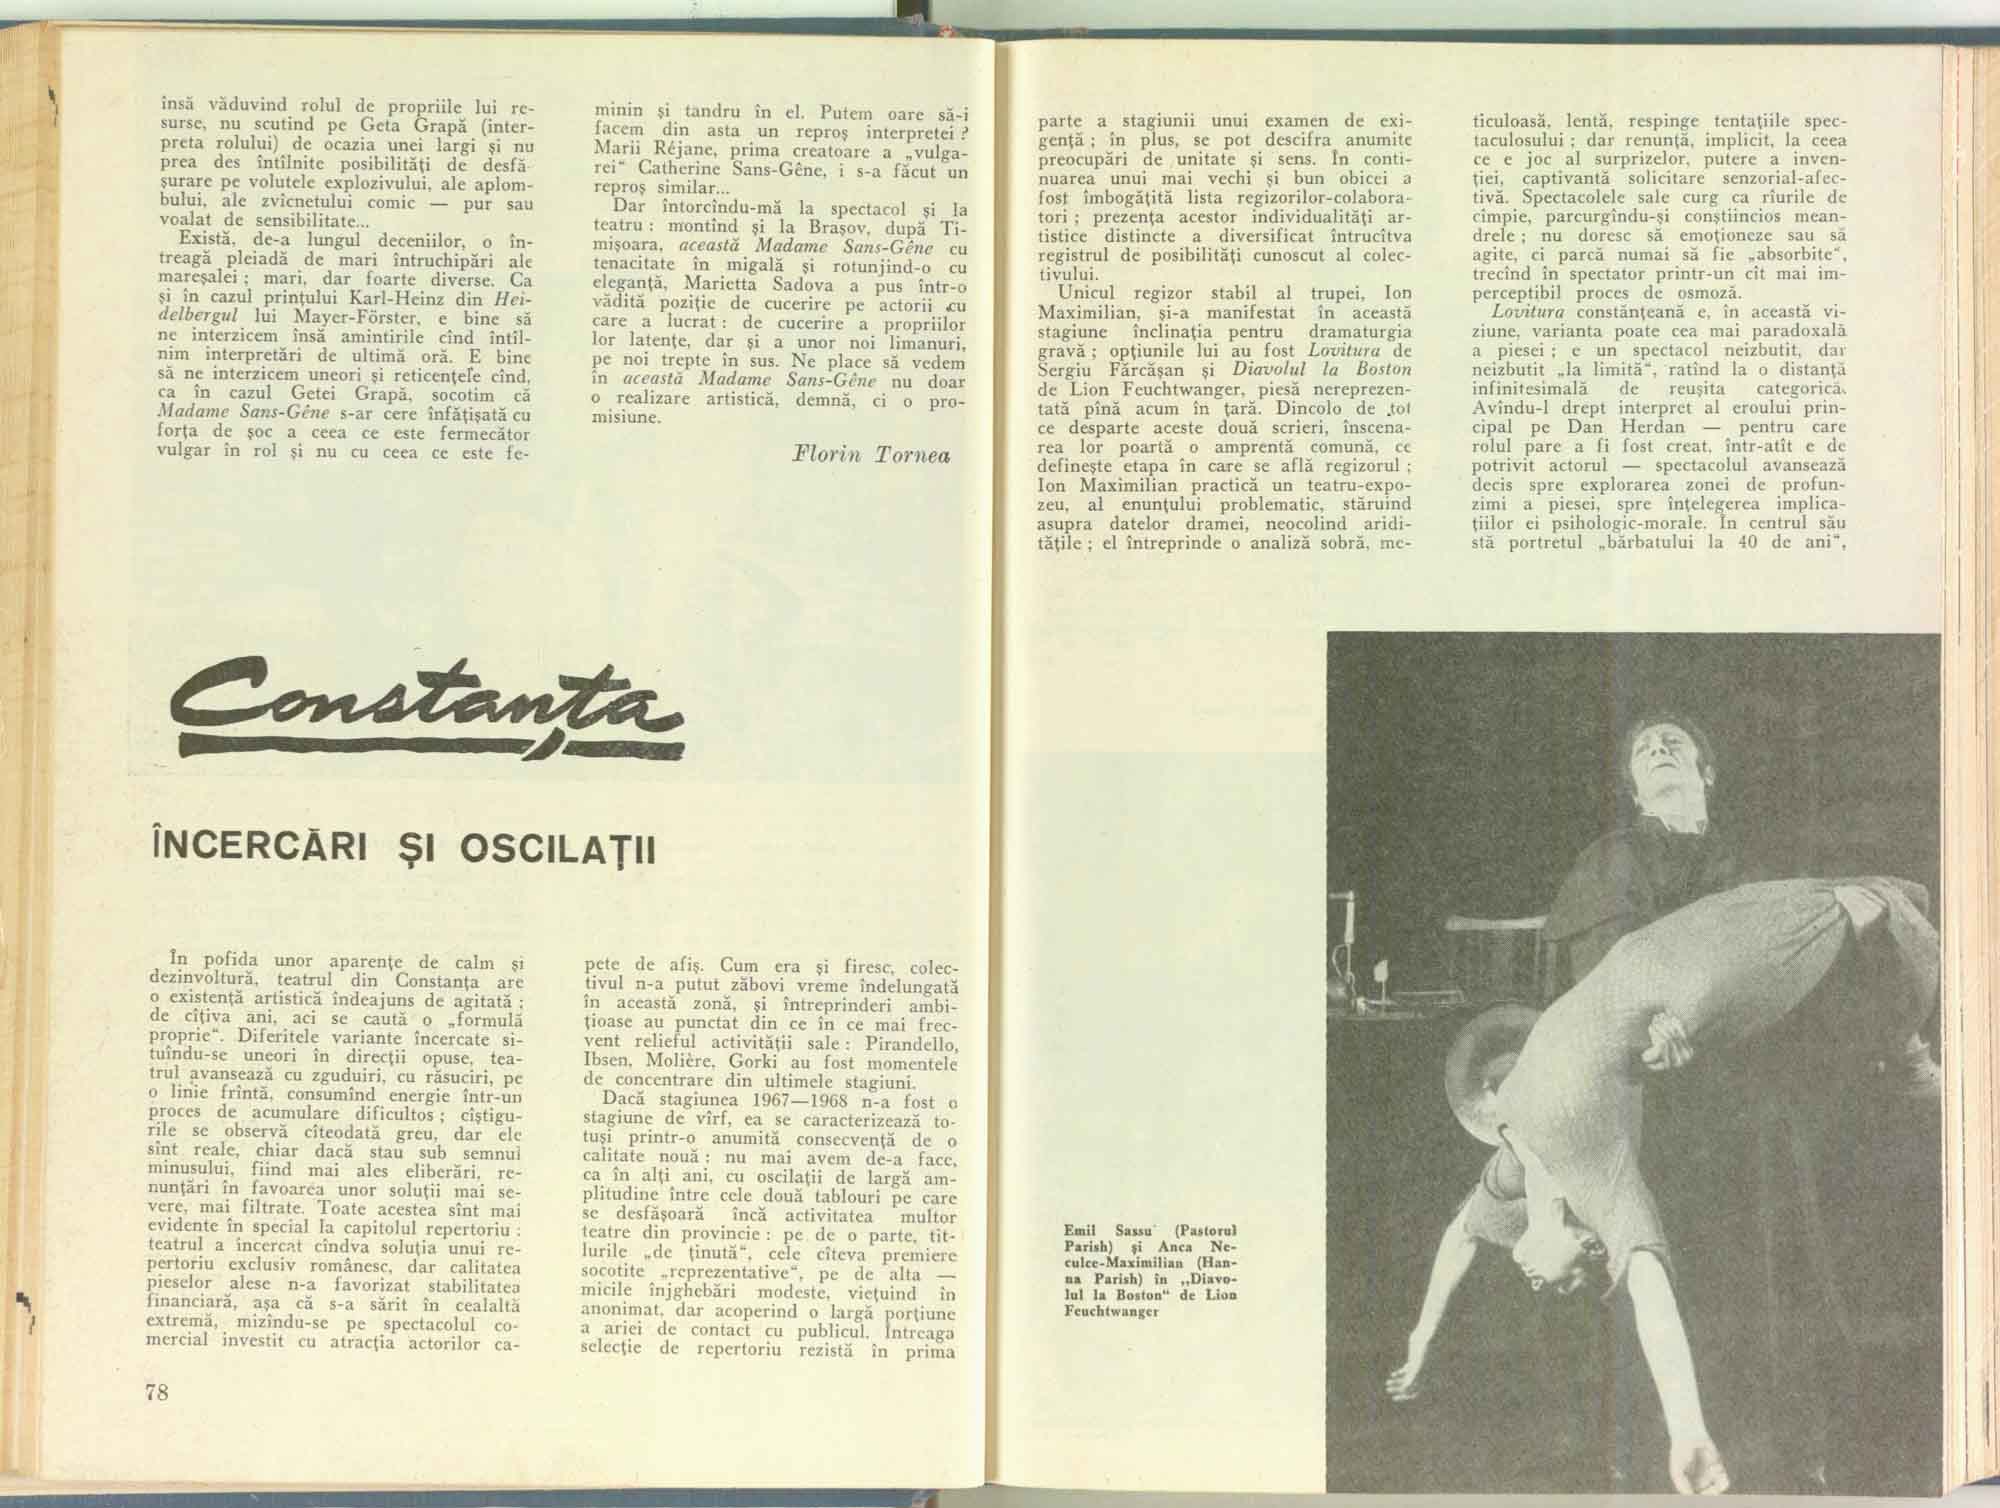 însă văduvind rolul de propriile lui re-
surse, nu scutind pe Geta Grapă (inter-
preta rolului) de ocazia unei largi și nu
prea des întîlnite posibilități de desfă-
șurare pe volutele explozivului, ale aplom-
bului, ale zvîcnetului comic — pur sau
voalat de sensibilitate...
Există, de-a lungul deceniilor, o în-
treagă pleiadă de mari întruchipări ale
mareșalei ; mari, dar foarte diverse. Ca
și în cazul prințului Karl-Heinz din Hei-
delbergul lui Mayer-Förster, e bine să
ne interzicem însă amintirile cînd întîl-
nim interpretări de ultimă oră. E bine
să ne interzicem uneori și reticențele cînd,
ca în cazul Getei Grapă, socotim că
Madame Sans-Gêne s-ar cere înfățișată cu
forța de șoc a ceea ce este fermecător
vulgar în rol și nu cu ceea ce este fe-
minin și tandru în el. Putem oare să-i
facem din asta un reproș interpretei ?
Marii Réjane, prima creatoare a „vulga-
rei“ Catherine Sans-Gêne, i s-a făcut un
reproș similar...
Dar întorcîndu-mă la spectacol și la
teatru : montînd și la Brașov, după Ti-
mișoara, această Madame Sans-Gêne cu
tenacitate în migală și rotunjind-o cu
eleganță, Marietta Sadova a pus într-o
vădită poziție de cucerire pe actorii cu
care a lucrat : de cucerire a propriilor
lor latențe, dar și a unor noi limanuri,
pe noi trepte în sus. Ne place să vedem
în această Madame Sans-Gêne nu doar
o realizare artistică, demnă, ci o pro-
misiune.
Florin Tornea
Constanța
ÎNCERCĂRI ȘI OSCILAȚII
În pofida unor aparențe de calm și
dezinvoltură, teatrul din Constanța are
o existență artistică îndeajuns de agitată ;
de cîțiva ani, aci se caută o „formulă
proprie“. Diferitele variante încercate si-
tuîndu-se uneori în direcții opuse, tea-
trul avansează cu zguduiri, cu răsuciri, pe
o linie frîntă, consumînd energie într-un
proces de acumulare dificultos ; cîștigu-
rile se observă cîteodată greu, dar ele
sînt reale, chiar dacă stau sub semnul
minusului, fiind mai ales eliberări, re-
nunțări în favoarea unor soluții mai se-
vere, mai filtrate. Toate acestea sînt mai
evidente în special la capitolul repertoriu :
teatrul a încercat cîndva soluția unui re-
pertoriu exclusiv românesc, dar calitatea
pieselor alese n-a favorizat stabilitatea
financiară, așa că s-a sărit în cealaltă
extremă, mizîndu-se pe spectacolul co-
mercial investit cu atracția actorilor ca-
pete de afiș. Cum era și firesc, colec-
tivul n-a putut zăbovi vreme îndelungată
în această zonă, și întreprinderi ambi-
țioase au punctat din ce în ce mai frec-
vent relieful activității sale : Pirandello,
Ibsen, Molière, Gorki au fost momentele
de concentrare din ultimele stagiuni.
Dacă stagiunea 1967—1968 n-a fost o
stagiune de vîrf, ea se caracterizează to-
tuși printr-o anumită consecvență de o
calitate nouă : nu mai avem de-a face,
ca în alți ani, cu oscilații de largă am-
plitudine între cele două tablouri pe care
se desfășoară încă activitatea multor
teatre din provincie : pe de o parte, tit-
lurile „de ținută“, cele cîteva premiere
socotite „reprezentative“, pe de alta —
micile înjghebări modeste, viețuind în
anonimat, dar acoperind o largă porțiune
a ariei de contact cu publicul. Întreaga
selecție de repertoriu rezistă în prima
78
parte a stagiunii unui examen de exi-
gență ; în plus, se pot descifra anumite
preocupări de unitate și sens. În conti-
nuarea unui mai vechi și bun obicei a
fost îmbogățită lista regizorilor-colabora-
tori ; prezența acestor individualități ar-
tistice distincte a diversificat întrucîtva
registrul de posibilități cunoscut al colec-
tivului.
Unicul regizor stabil al trupei, Ion
Maximilian, și-a manifestat în această
stagiune înclinația pentru dramaturgia
gravă ; opțiunile lui au fost Lovitura de
Sergiu Fărcășan și Diavolul la Boston
de Lion Feuchtwanger, piesă nereprezen-
tată pînă acum în țară. Dincolo de tot
ce desparte aceste două scrieri, înscena-
rea lor poartă o amprentă comună, ce
definește etapa în care se află regizorul ;
Ion Maximilian practică un teatru-expo-
zeu, al enunțului problematic, stăruind
asupra datelor dramei, neocolind aridi-
tățile ; el întreprinde o analiză sobră, me-
ticuloasă, lentă, respinge tentațiile spec-
taculosului ; dar renunță, implicit, la ceea
ce e joc al surprizelor, putere a inven-
ției, captivantă solicitare senzorial-afec-
tivă. Spectacolele sale curg ca rîurile de
cîmpie, parcurgîndu-și conștiincios mean-
drele ; nu doresc să emoționeze sau să
agite, ci parcă numai să fie „absorbite“,
trecînd în spectator printr-un cît mai im-
perceptibil proces de osmoză.
Lovitura constănțeană e, în această vi-
ziune, varianta poate cea mai paradoxală
a piesei ; e un spectacol neizbutit, dar
neizbutit „la limită“, ratînd la o distanță
infinitesimală de reușita categorică.
Avîndu-l drept interpret al eroului prin-
cipal pe Dan Herdan — pentru care
rolul pare a fi fost creat, într-atît e de
potrivit actorul — spectacolul avansează
decis spre explorarea zonei de profun-
zimi a piesei, spre înțelegerea implica-
țiilor ei psihologic-morale. În centrul său
stă portretul „bărbatului la 40 de ani“,
Emil Sassu (Pastorul
Parish) și Anca Ne-
culce-Maximilian (Han-
na Parish) în „Diavo-
lul la Boston“ de Lion
Feuchtwanger